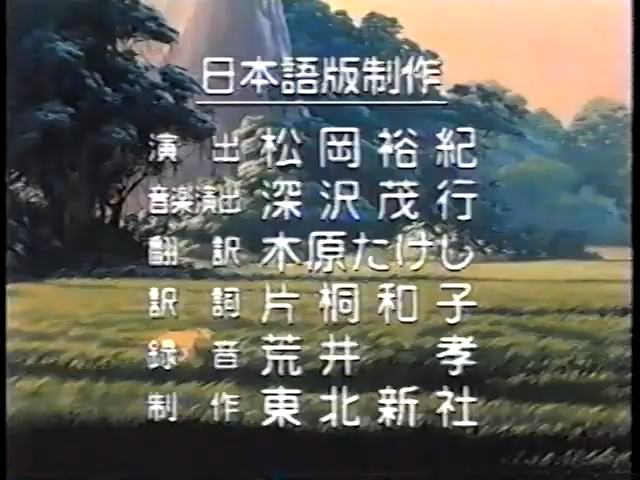 日本語版制作
演出 松岡裕紀
音楽演出 深沢茂行
翻訳 木原たけし
訳詞 片桐和子
録音 荒井 孝
制作 東北新社